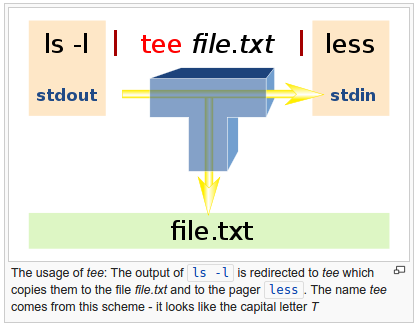 ls -l | tee file.txt | less
stdout stdin
file.txt
The usage of tee: The output of ls -l is redirected to tee which
copies them to the file file.txt and to the pager less. The name tee
comes from this scheme - it looks like the capital letter T